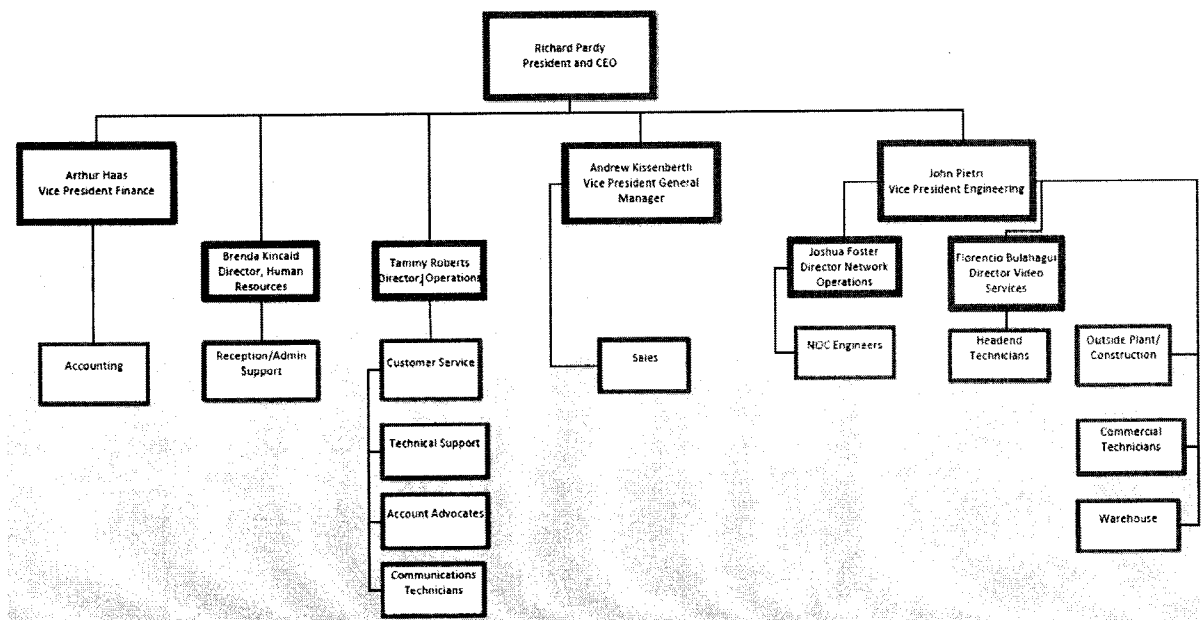 Richard Pardy
President and CEO
Arthur Haas
Vice President Finance
Andrew Kissenberth
Vice President General
Manager
John Pietri
Vice President Engineering
Brenda Kincaid
Director, Human
Resources
Tammy Roberts
Director, Operations
Joshua Foster
Director Network
Operations
Florencio
Director Video
Services
Accounting
Reception/Admin
Support
Customer Service
Sales
NOC Engineers
Headend
Technicians
Outside Plant/
Construction
Technical Support
Commercial
Technicians
Account Advocates
Warehouse
Communications
Technicians